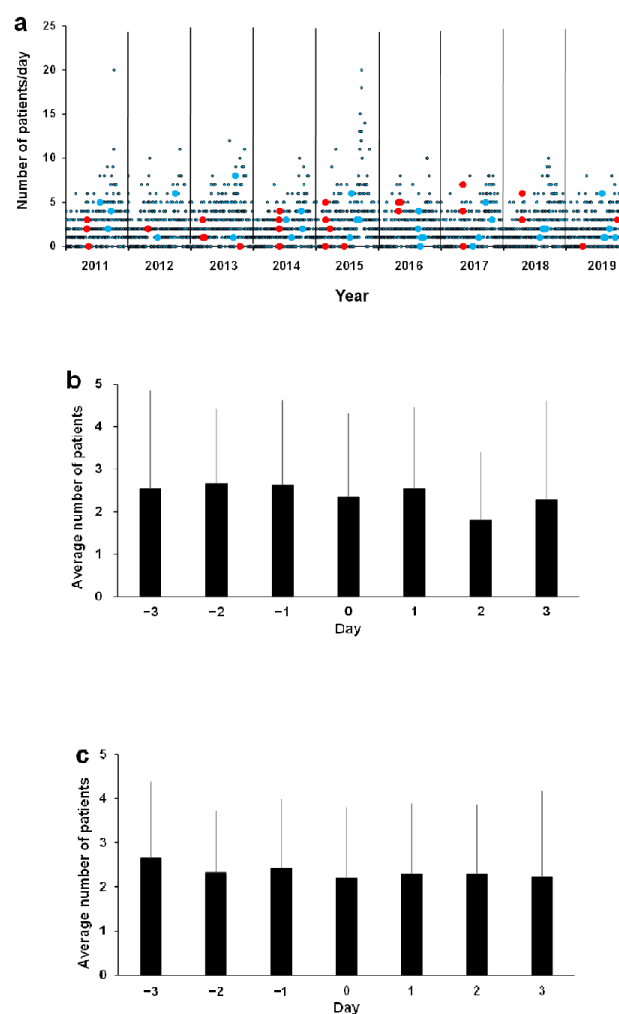 a
Number of patients/day
25
20
15
10
5
0
2011 2012 2013 2014 2015 2016 2017 2018 2019
Year
b
Average number of patients
5
4
3
2
1
0
−3 −2 −1 0 1 2 3
Day
c
Average number of patients
5
4
3
2
1
0
−3 −2 −1 0 1 2 3
Day